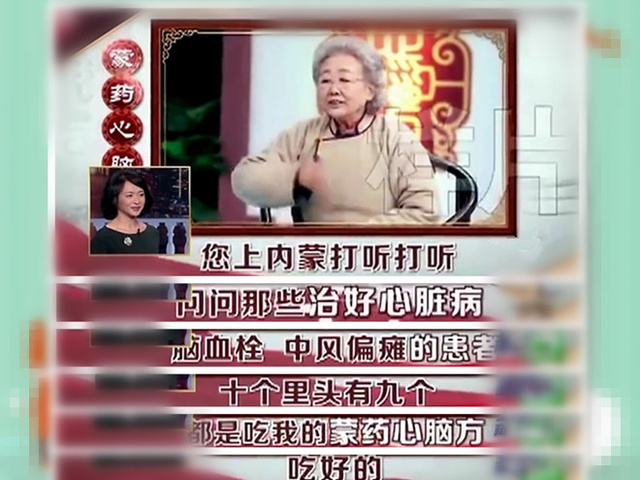 蒙药心脑
您上内蒙打听打听
问问那些治好心脏病
脑血栓 中风偏瘫的患者
十个里头有九个
都是吃我的蒙药心脑方
吃好的